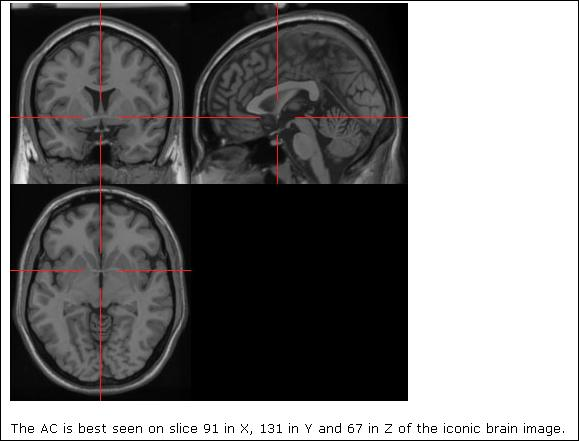 The AC is best seen on slice 91 in X, 131 in Y and 67 in Z of the iconic brain image.